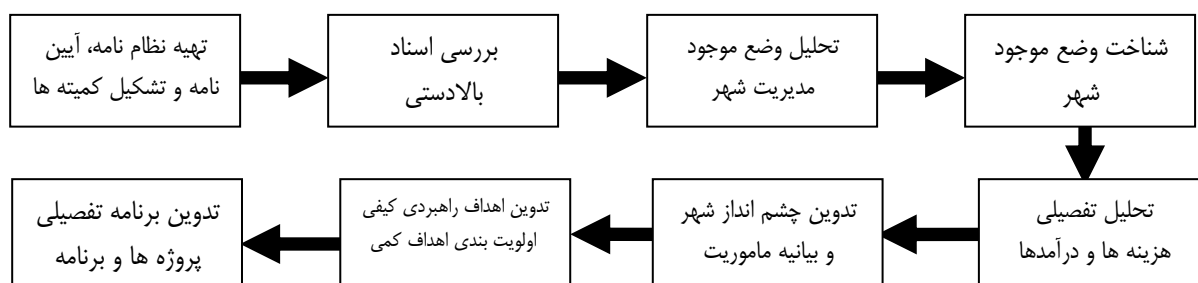 تهیه نظام نامه، آیین
نامه و تشکیل کمیته ها
بررسی اسناد
بالادستی
تحلیل وضع موجود
مدیریت شهر
شناخت وضع موجود
شهر
تحلیل تفصیلی
هزینه ها و درآمدها
تدوین چشم انداز شهر
و بیانیه ماموریت
تدوین اهداف راهبردی کیفی
اولویت بندی اهداف کمی
تدوین برنامه تفصیلی
پروژه ها و برنامه